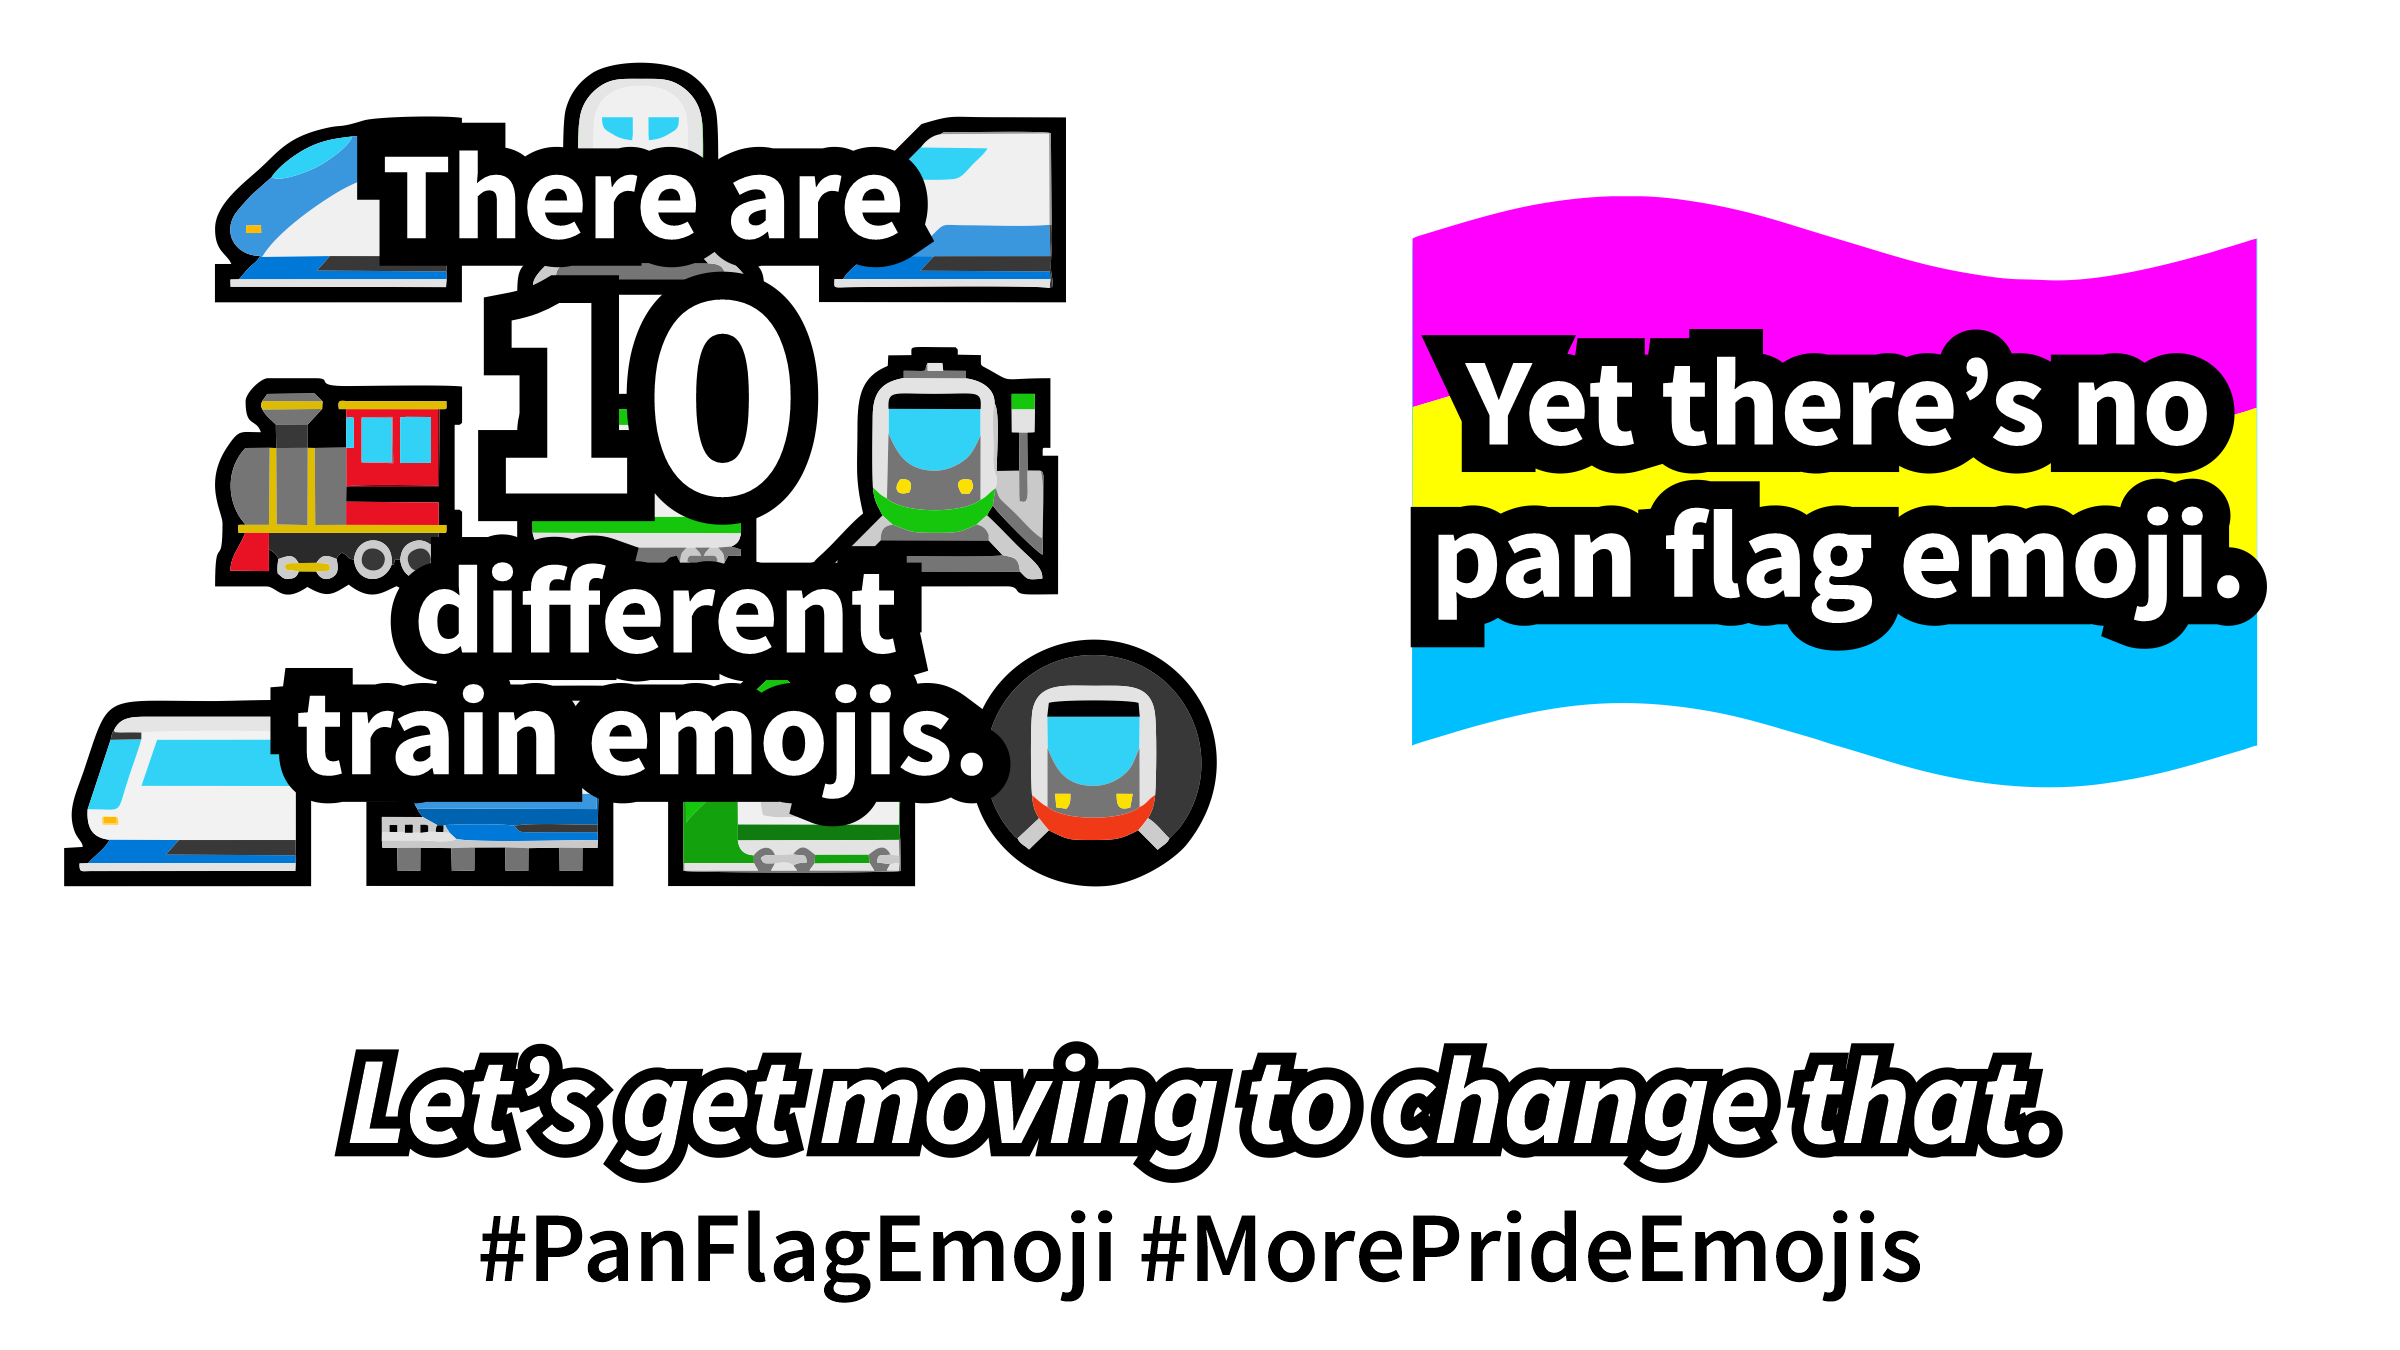 There are
10
different
train emojis.
Yet there’s no
pan flag emoji.
Let’s get moving to change that.
#PanFlagEmoji #MorePrideEmojis